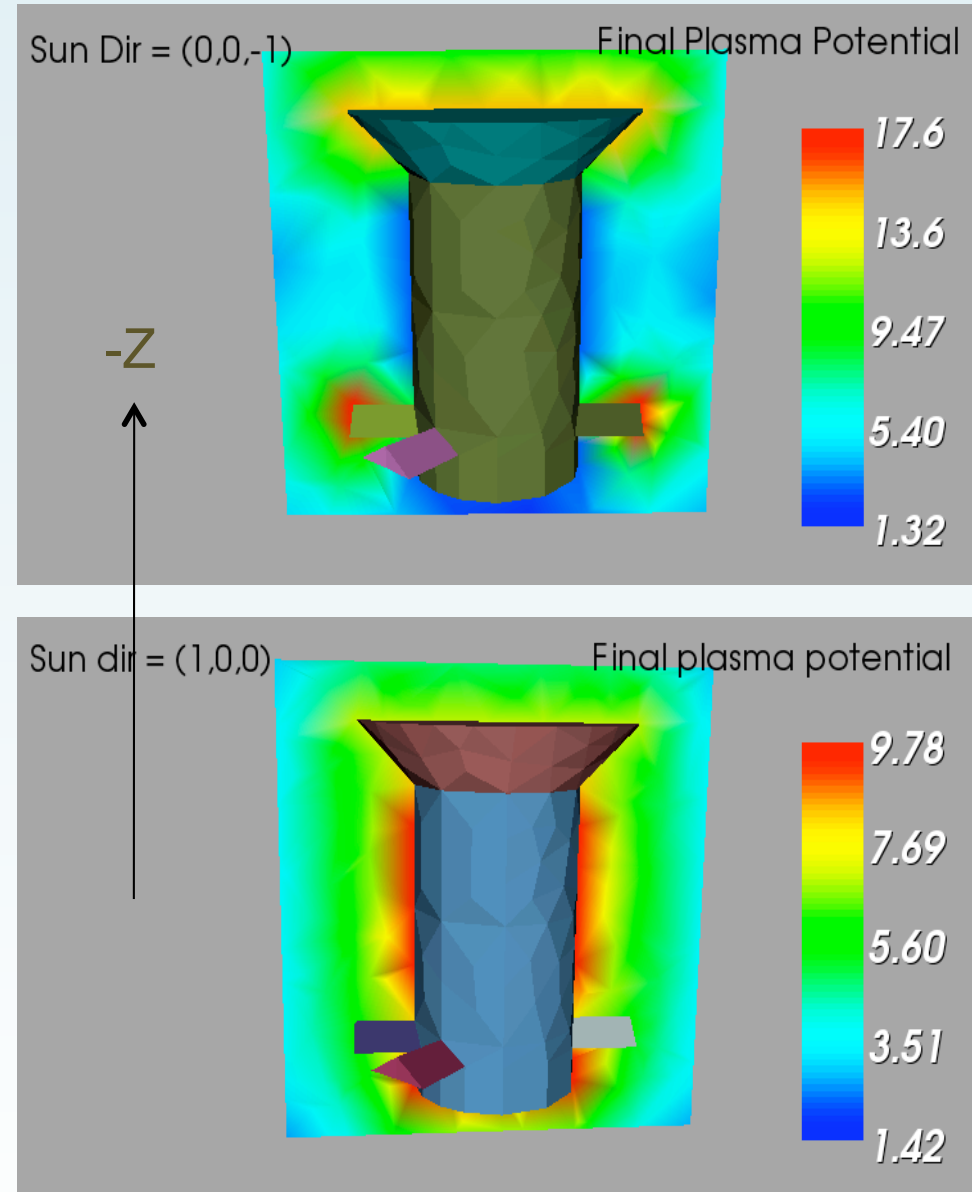 Sun Dir = (0,0,-1)
Final Plasma Potential
17.6
13.6
9.47
5.40
1.32
-Z
Sun dir = (1,0,0)
Final plasma potential
9.78
7.69
5.60
3.51
1.42